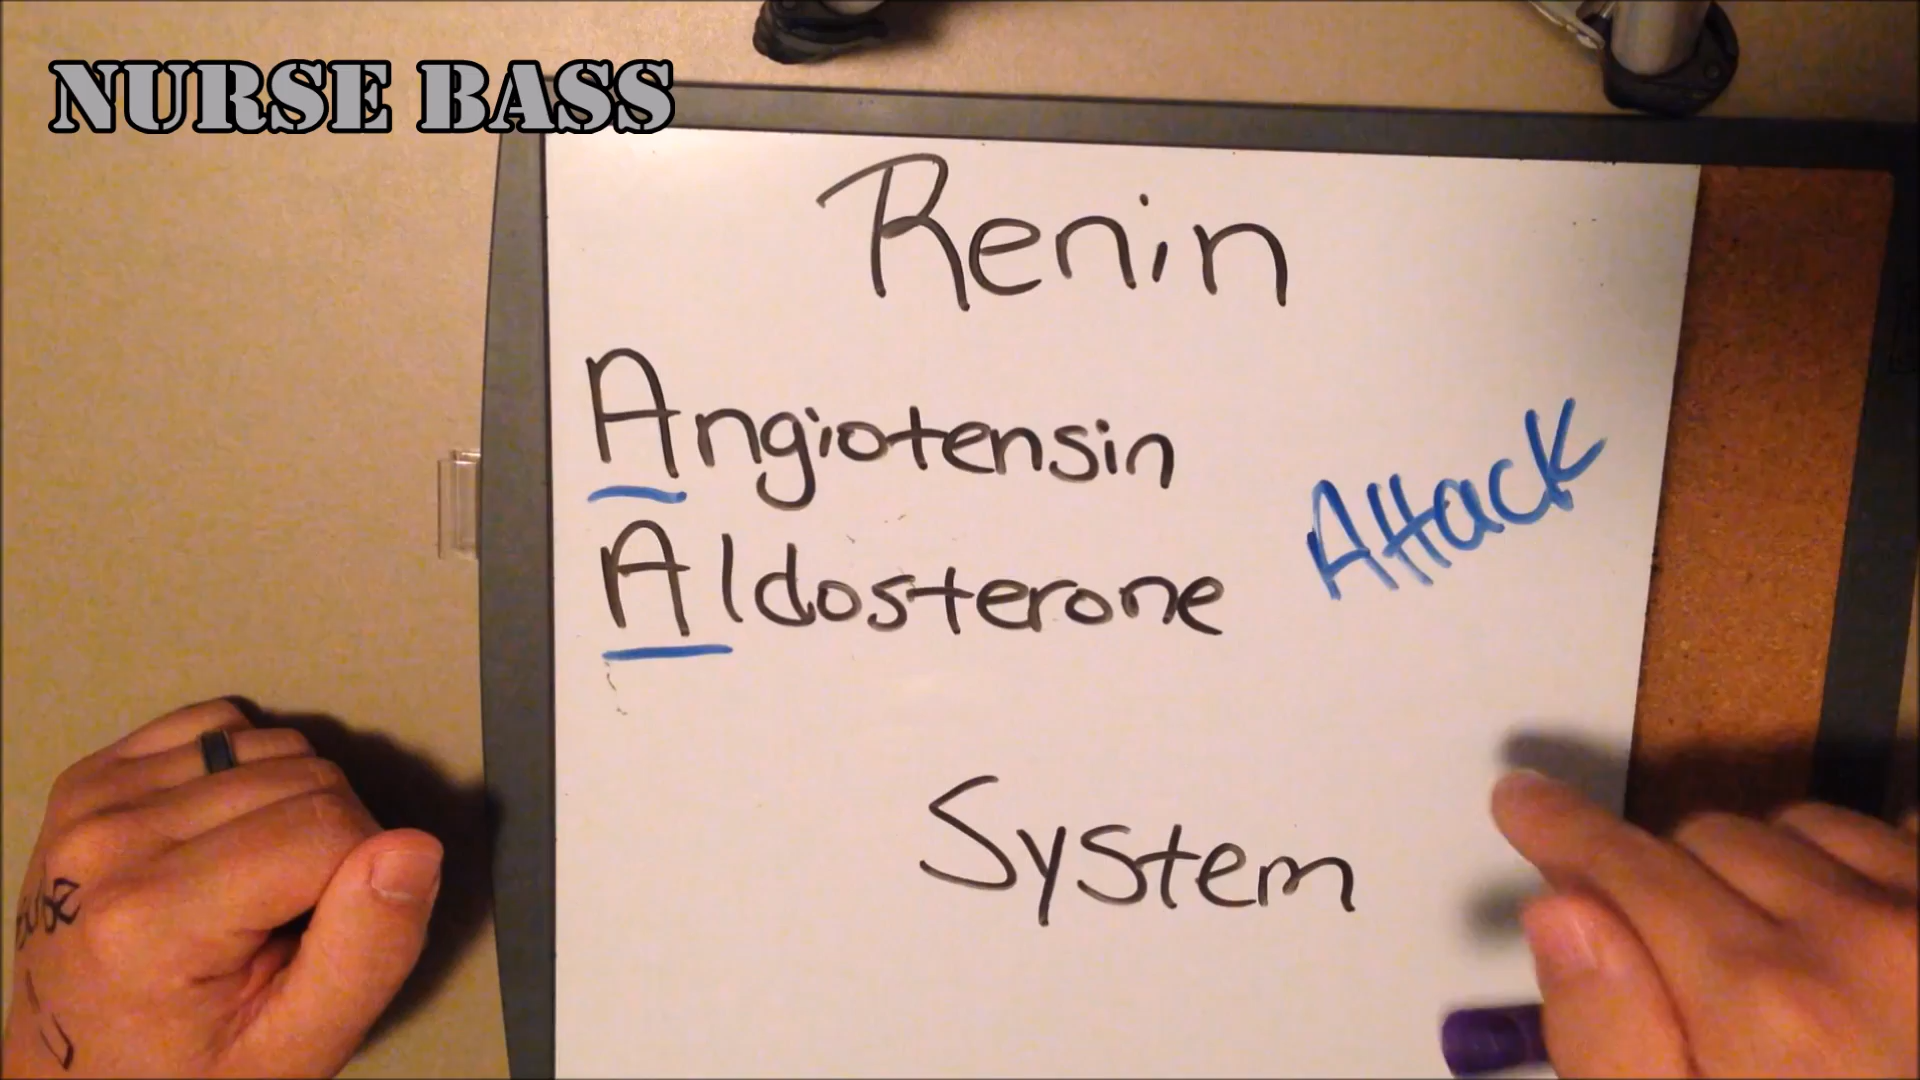 NURSE BASS
Renin
Angiotensin
Aldosterone
Attack
System